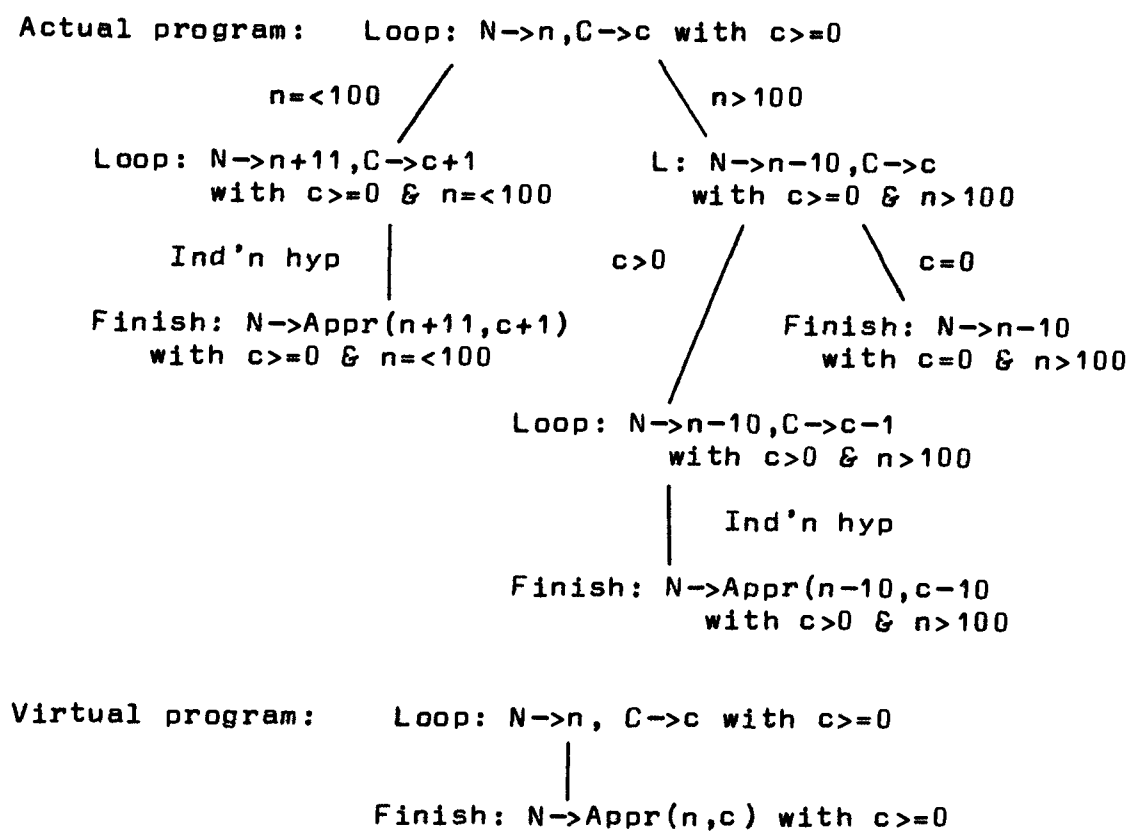 Actual program: Loop: N->n,C->c with c>=0
n=<100 n>100
Loop: N->n+11,C->c+1 L: N->n-10,C->c
with c>=0 & n=<100 with c>=0 & n>100
Ind'n hyp c>0 c=0
Finish: N->Appr(n+11,c+1) Finish: N->n-10
with c>=0 & n=<100 with c=0 & n>100
Loop: N->n-10,C->c-1
with c>0 & n>100
Ind'n hyp
Finish: N->Appr(n-10,c-10
with c>0 & n>100
Virtual program: Loop: N->n, C->c with c>=0
Finish: N->Appr(n,c) with c>=0